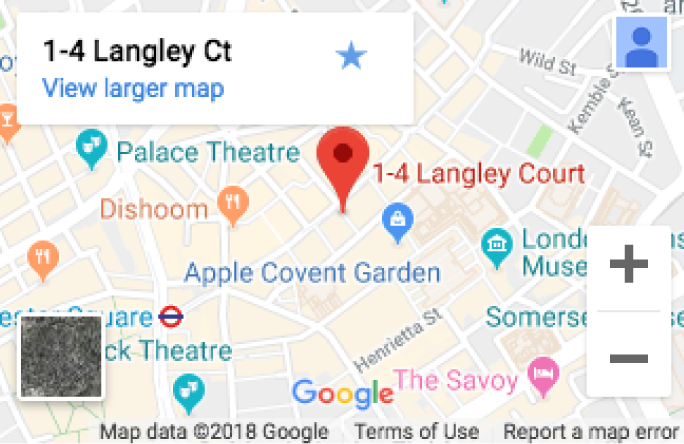 1-4 Langley Ct
View larger map
Wild St
Kemble S
Kean St
Palace Theatre
1-4 Langley Court
Dishoom
Apple Covent Garden
Londo
ns
Muse
ester Square
Somerse
se
ck Theatre
Henrietta St
Google
The Savoy
Map data ©2018 Google
Terms of Use
Report a map error